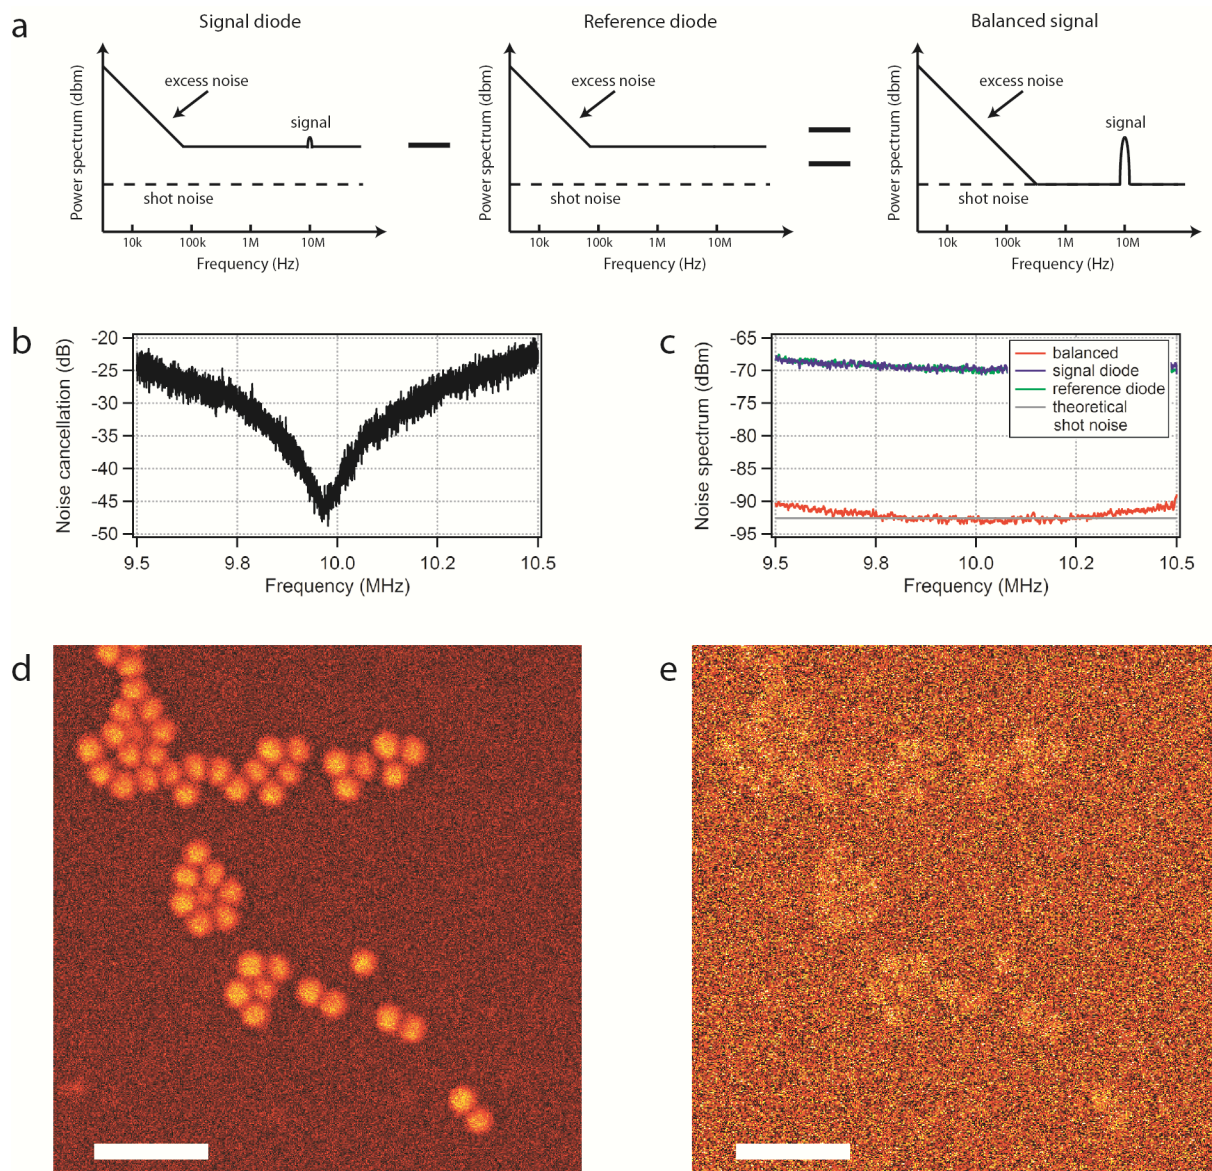 a
Signal diode
Reference diode
Balanced signal
Power spectrum (dbm)
excess noise
signal
shot noise
10k 100k 1M 10M
Frequency (Hz)
Power spectrum (dbm)
excess noise
shot noise
10k 100k 1M 10M
Frequency (Hz)
Power spectrum (dbm)
excess noise
signal
shot noise
10k 100k 1M 10M
Frequency (Hz)
b
Noise cancellation (dB)
-20
-25
-30
-35
-40
-45
-50
9.5 9.8 10.0 10.2 10.5
Frequency (MHz)
c
Noise spectrum (dBm)
-65
-70
-75
-80
-85
-90
-95
balanced
signal diode
reference diode
theoretical
shot noise
9.5 9.8 10.0 10.2 10.5
Frequency (MHz)
d
e